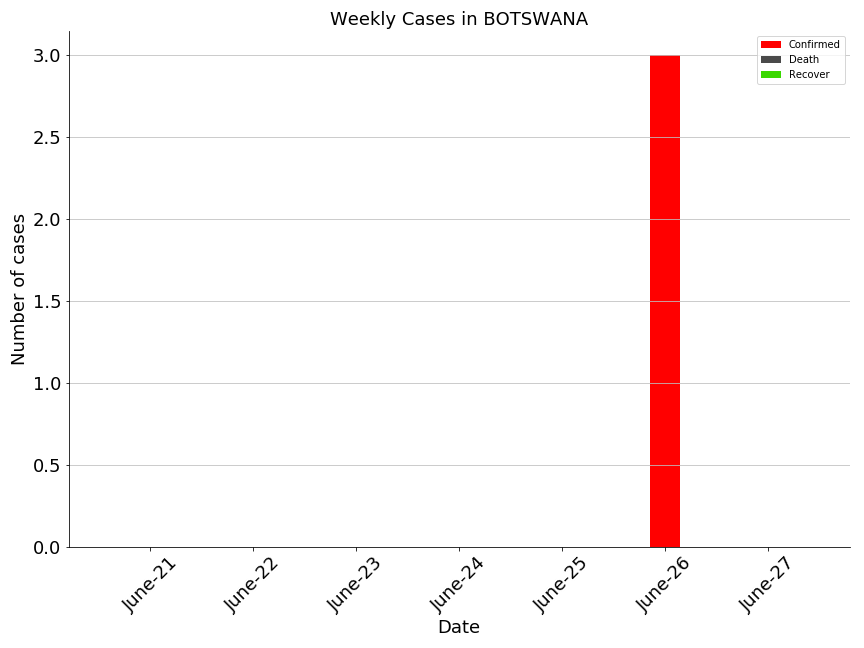 Weekly Cases in BOTSWANA
Confirmed
Death
Recover
Number of cases
3.0
2.5
2.0
1.5
1.0
0.5
0.0
June-21
June-22
June-23
June-24
June-25
June-26
June-27
Date